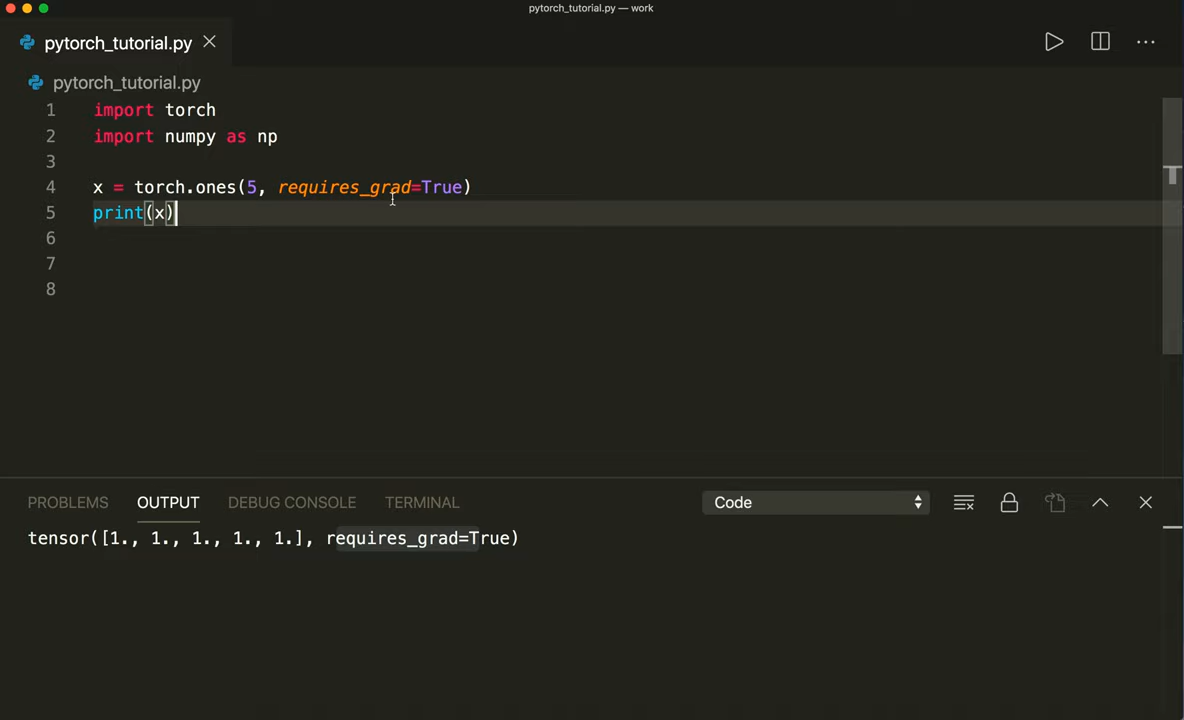 pytorch_tutorial.py — work
pytorch_tutorial.py
pytorch_tutorial.py
1 import torch
2 import numpy as np
3
4 x = torch.ones(5, requires_grad=True)
5 print(x)
6
7
8
PROBLEMS OUTPUT DEBUG CONSOLE TERMINAL Code
tensor([1., 1., 1., 1., 1.], requires_grad=True)